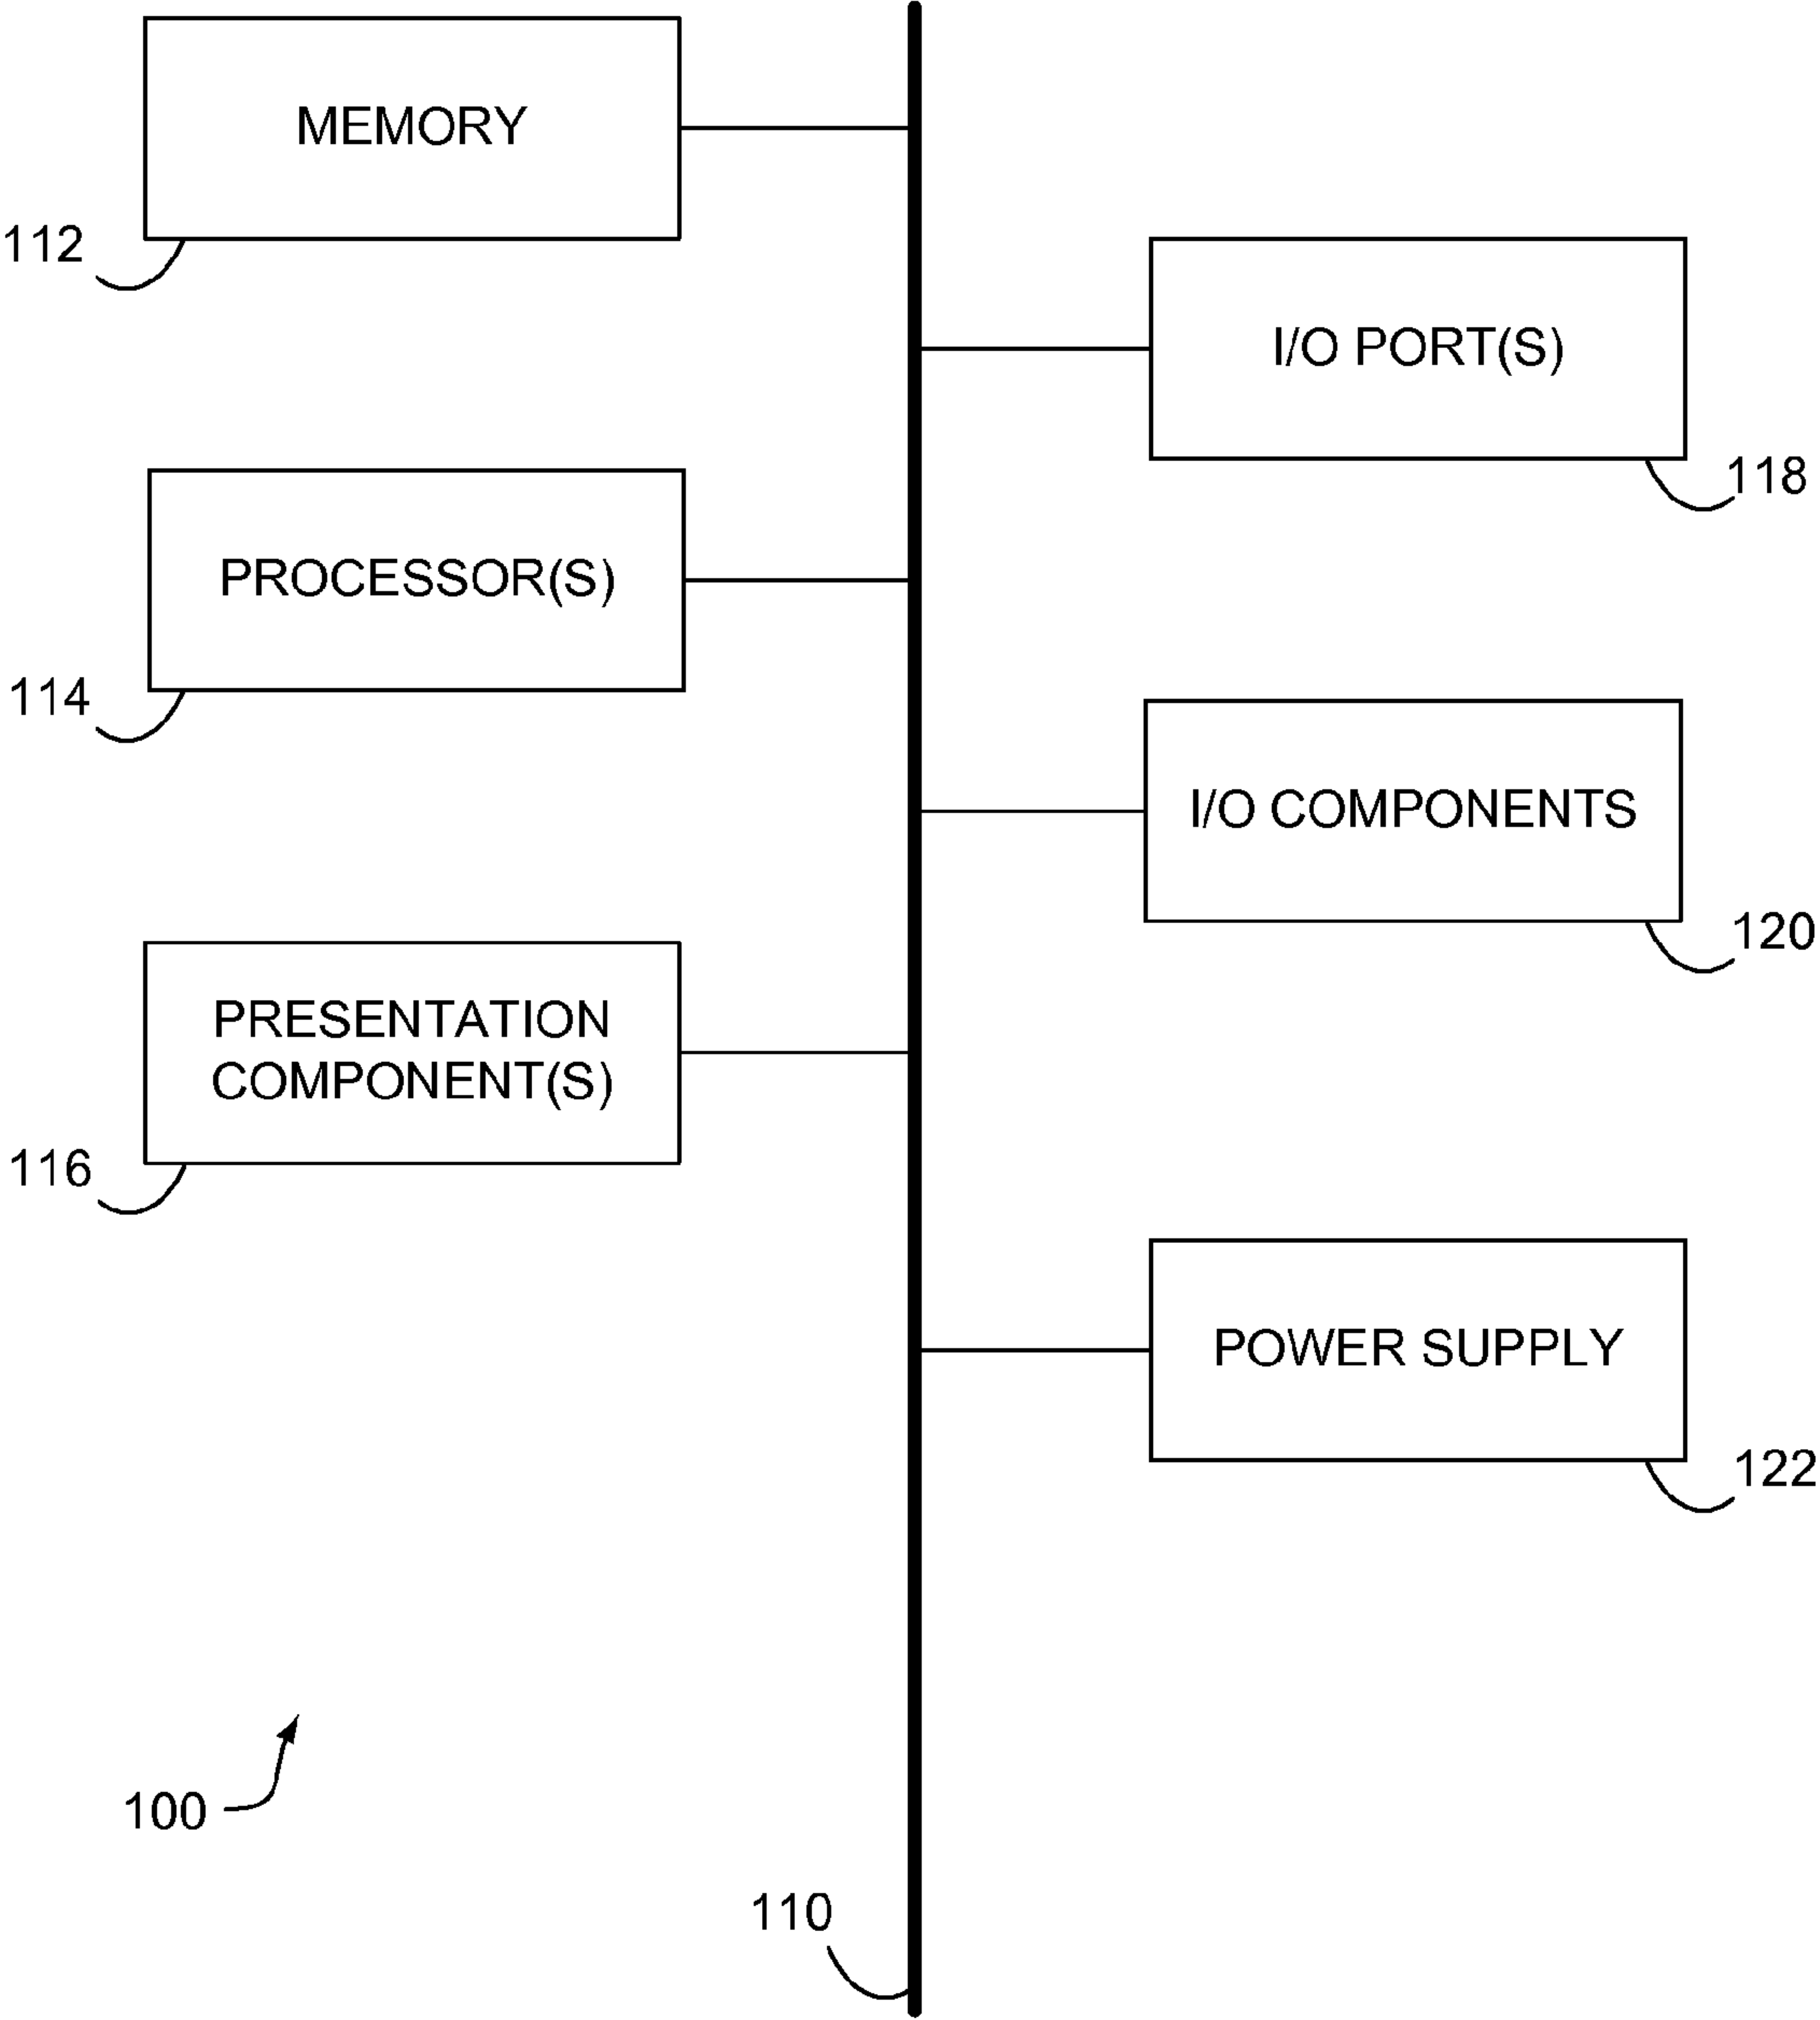 MEMORY
112
I/O PORT(S)
118
PROCESSOR(S)
114
I/O COMPONENTS
120
PRESENTATION
COMPONENT(S)
116
POWER SUPPLY
122
100
110